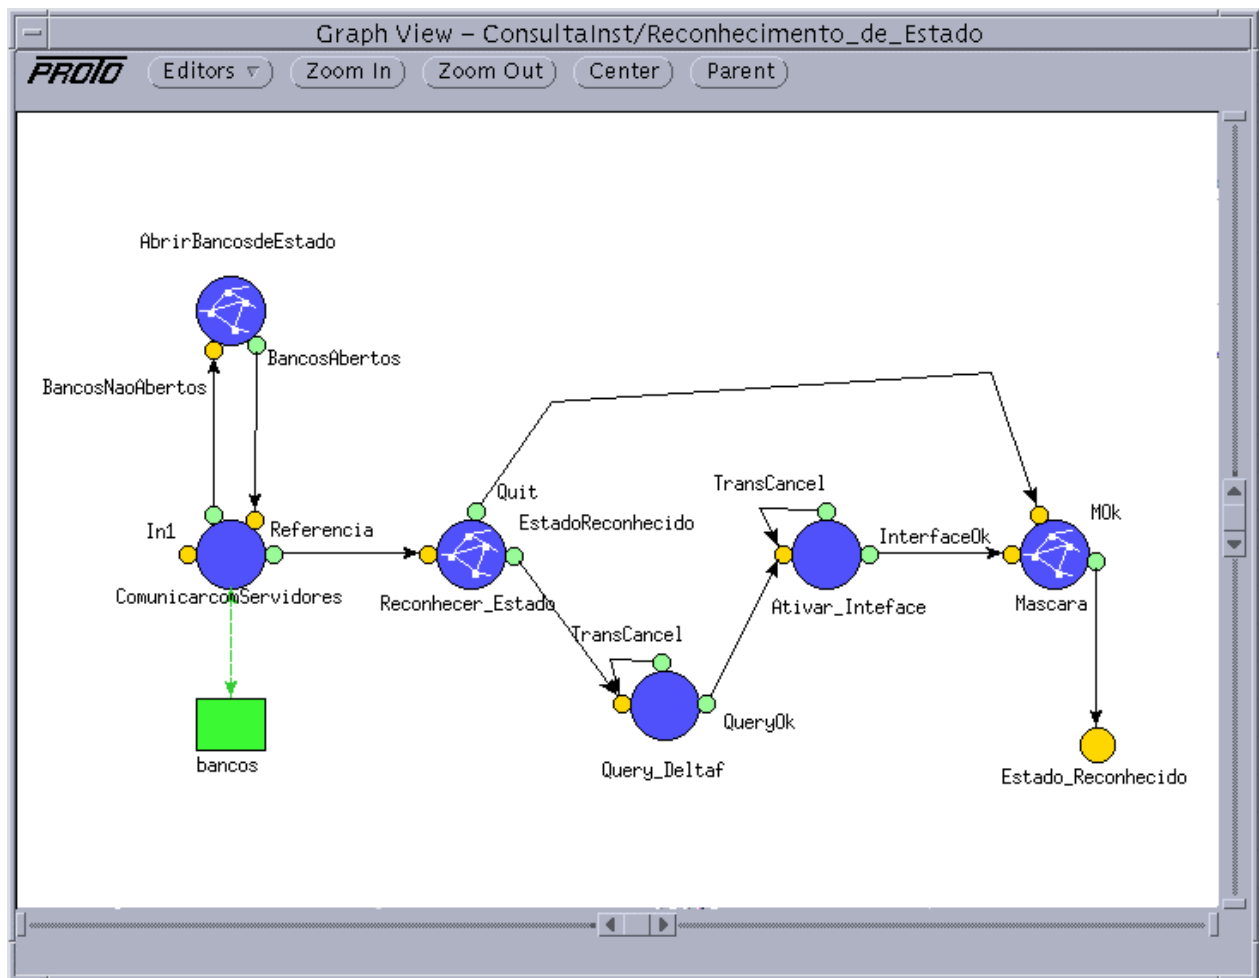 Graph View – ConsultaInst/Reconhecimento_de_Estado
PROTO Editors Zoom In Zoom Out Center Parent
AbrirBancosdeEstado
BancosAbertos
BancosNaoAbertos
TransCancel
Quit
MOk
EstadoReconhecido
In1
Referencia
InterfaceOk
ComunicarcomServidores
Reconhecer_Estado
Ativar_Inteface
Mascara
TransCancel
QueryOk
bancos
Query_Deltaf
Estado_Reconhecido